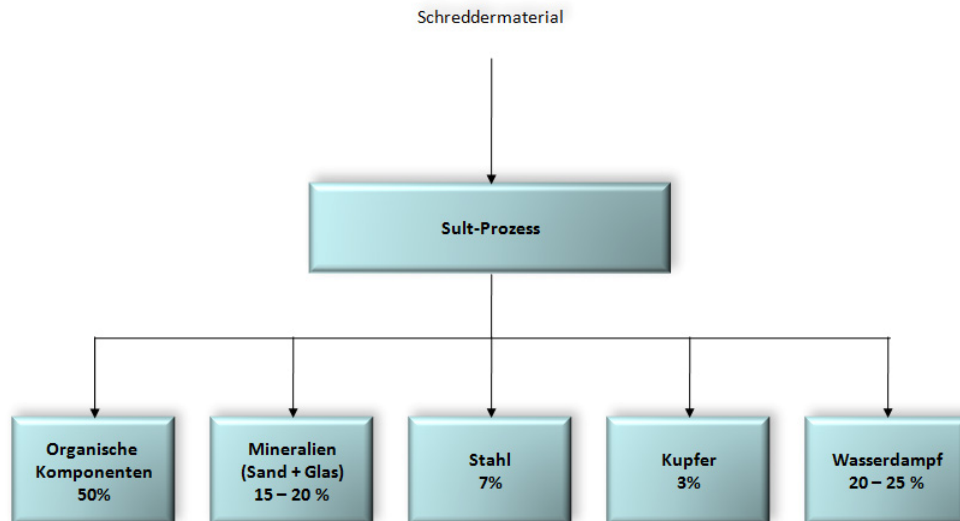 Schreddermaterial
Sult-Prozess
Organische
Komponenten
50%
Mineralien
(Sand + Glas)
15 – 20 %
Stahl
7%
Kupfer
3%
Wasserdampf
20 – 25 %